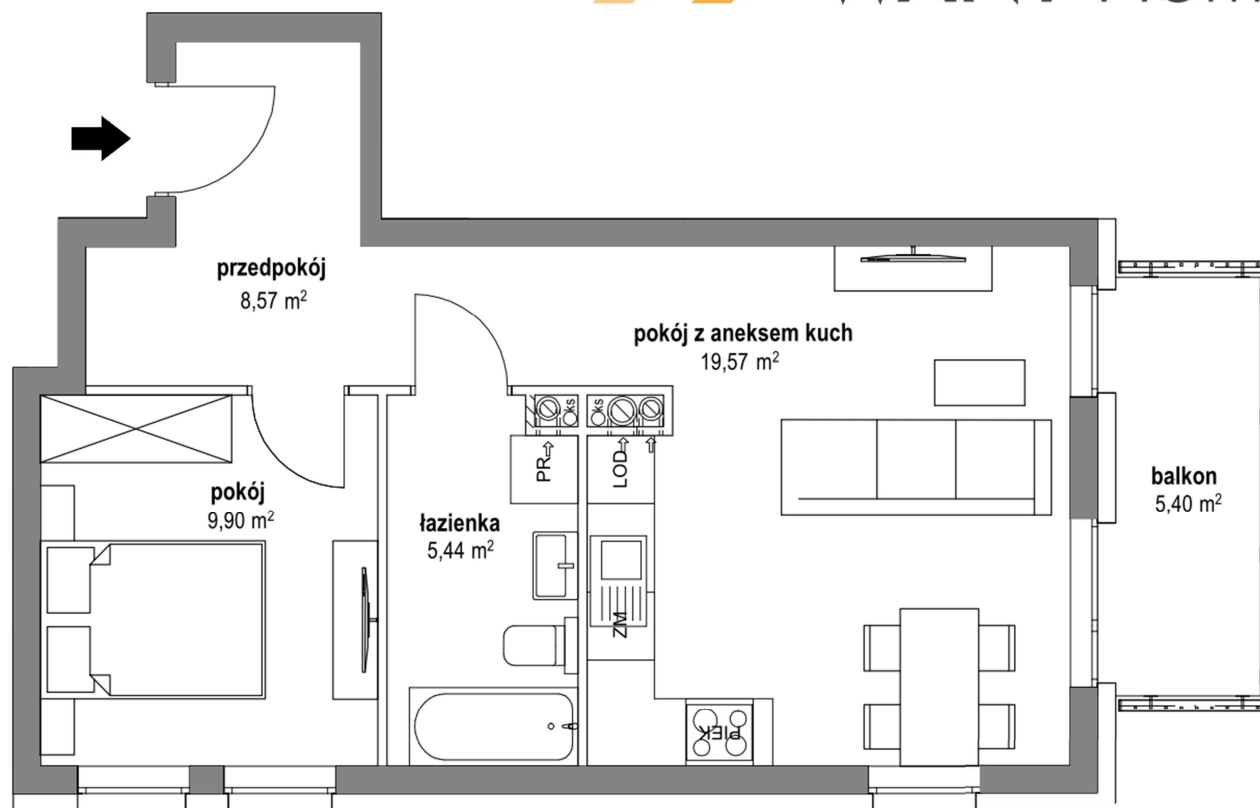 przedpokój
8,57 m²
pokój z aneksem kuch
19,57 m²
ks
ks
PR
LOD
pokój
9,90 m²
łazienka
5,44 m²
balkon
5,40 m²
ZM
PIEK